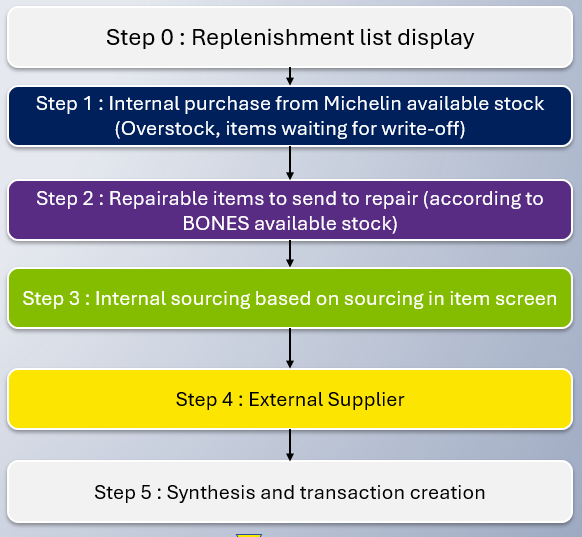 Step 0 : Replenishment list display
Step 1 : Internal purchase from Michelin available stock
(Overstock, items waiting for write-off)
Step 2 : Repairable items to send to repair (according to
BONES available stock)
Step 3 : Internal sourcing based on sourcing in item screen
Step 4 : External Supplier
Step 5 : Synthesis and transaction creation